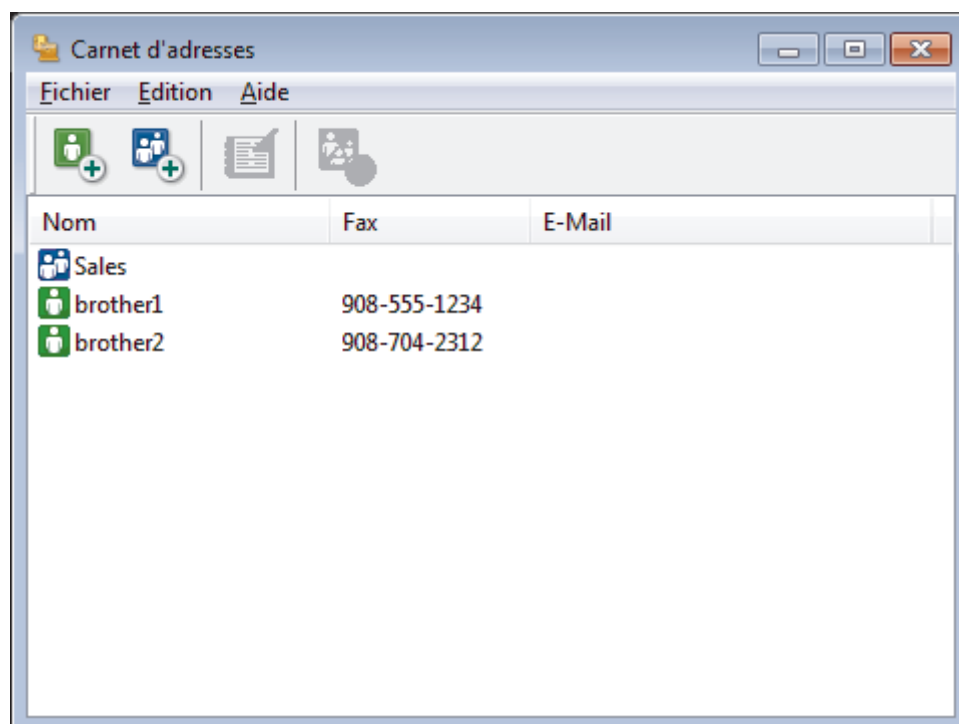 Carnet d'adresses
Fichier Edition Aide
Nom Fax E-Mail
Sales
brother1 908-555-1234
brother2 908-704-2312